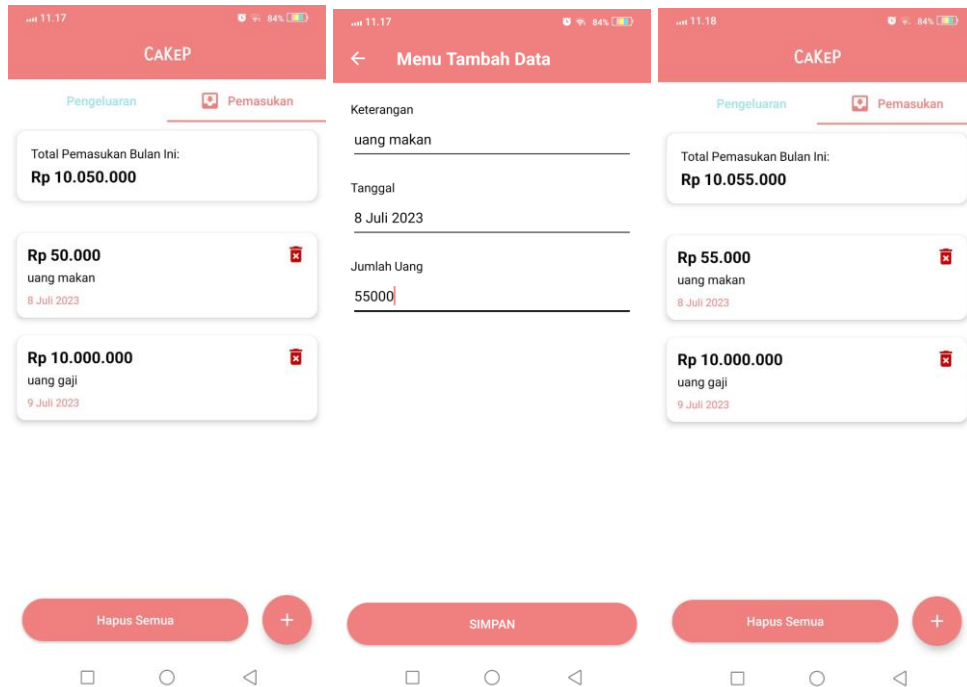 11.17
84%
CAKEP
Pengeluaran
Pemasukan
Total Pemasukan Bulan Ini:
Rp 10.050.000
Rp 50.000
uang makan
8 Juli 2023
Rp 10.000.000
uang gaji
9 Juli 2023
Hapus Semua
+
11.17
84%
Menu Tambah Data
Keterangan
uang makan
Tanggal
8 Juli 2023
Jumlah Uang
55000
SIMPAN
11.18
84%
CAKEP
Pengeluaran
Pemasukan
Total Pemasukan Bulan Ini:
Rp 10.055.000
Rp 55.000
uang makan
8 Juli 2023
Rp 10.000.000
uang gaji
9 Juli 2023
Hapus Semua
+